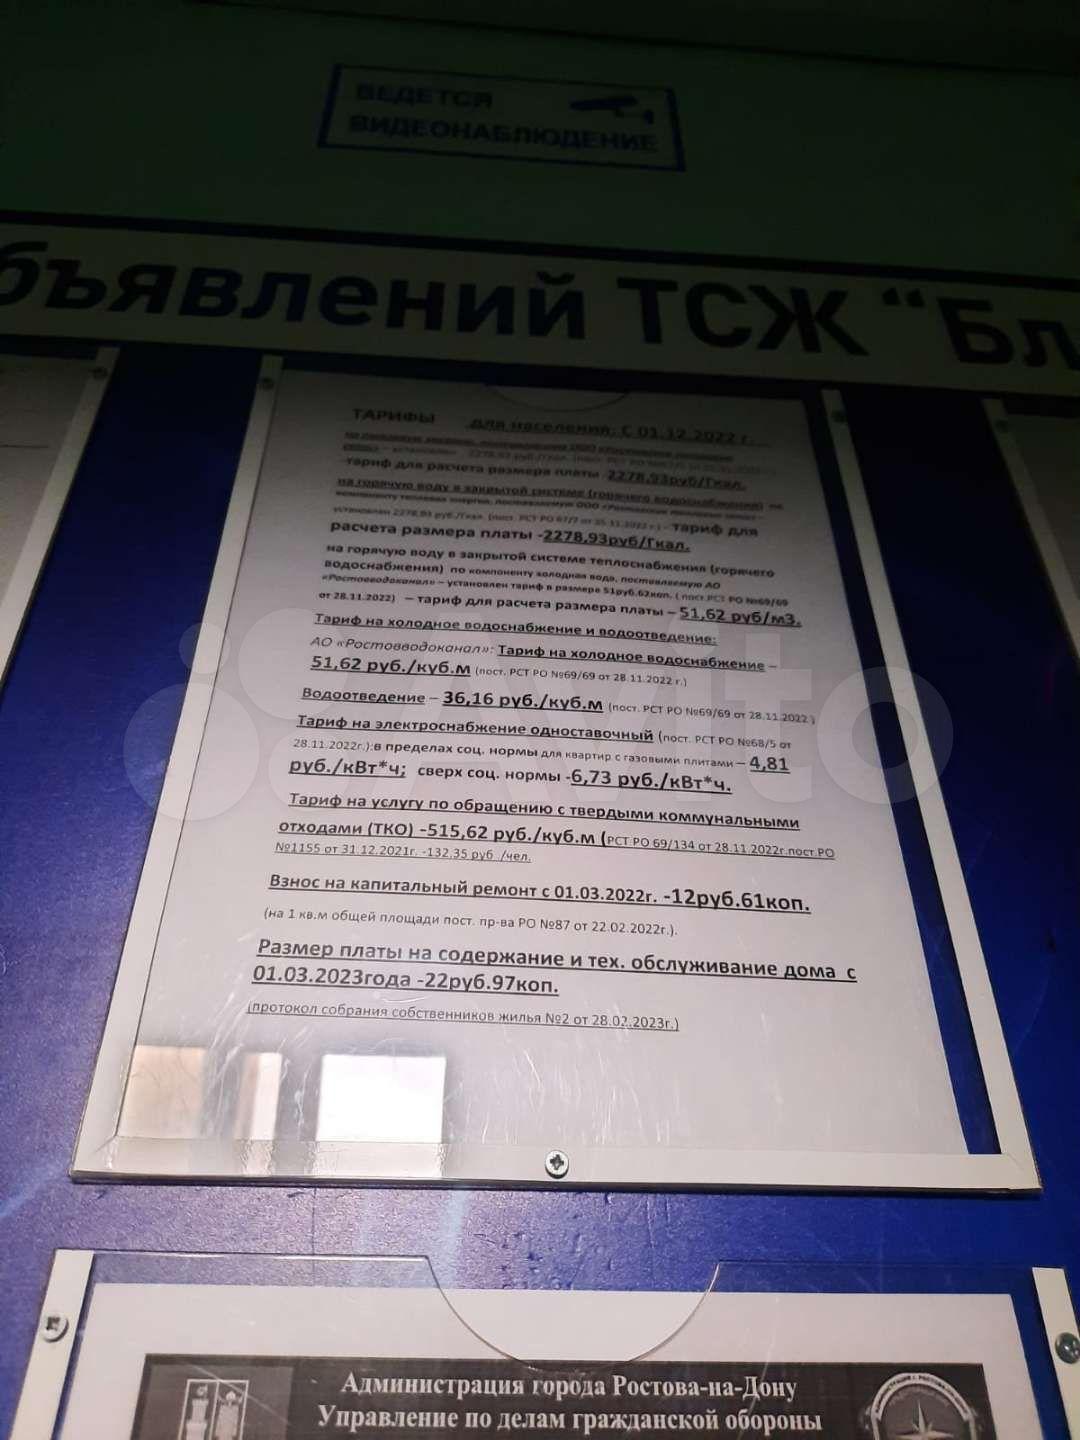 ВЕДЕТСЯ
ВИДЕОНАБЛЮДЕНИЕ
бъявлений ТСЖ "Бл
ТАРИФЫ для населения: С 01.12.2022 г.
-тариф для расчета размера платы -2278,93руб/Гкал.
на горячую воду в закрытой системе (горячего водоснабжения) по
компоненту тепловая энергия, поставляемую ООО «Ростовские тепловые сети» –
установлен 2278,93 руб./Гкал. (пост. РСТ РО 67/7 от 25.11.2022 г.) - тариф для
расчета размера платы -2278,93руб/Гкал.
на горячую воду в закрытой системе теплоснабжения (горячего
водоснабжения) по компоненту холодная вода, поставляемую АО
«Ростовводоканал» – установлен тариф в размере 51руб.62коп. ( пост.РСТ РО №69/69
от 28.11.2022) – тариф для расчета размера платы – 51,62 руб/м3.
Тариф на холодное водоснабжение и водоотведение:
АО «Ростовводоканал»: Тариф на холодное водоснабжение –
51,62 руб./куб.м (пост. РСТ РО №69/69 от 28.11.2022 г.)
Водоотведение – 36,16 руб./куб.м (пост. РСТ РО №69/69 от 28.11.2022 )
Тариф на электроснабжение одноставочный (пост. РСТ РО №68/5 от
28.11.2022г.):в пределах соц. нормы для квартир с газовыми плитами – 4,81
руб./кВт*ч; сверх соц. нормы -6,73 руб./кВт*ч.
Тариф на услугу по обращению с твердыми коммунальными
отходами (ТКО) -515,62 руб./куб.м (РСТ РО 69/134 от 28.11.2022г.пост.РО
№1155 от 31.12.2021г. -132,35 руб /чел.
Взнос на капитальный ремонт с 01.03.2022г. -12руб.61коп.
(на 1 кв.м общей площади пост. пр-ва РО №87 от 22.02.2022г.).
Размер платы на содержание и тех. обслуживание дома с
01.03.2023года -22руб.97коп.
(протокол собрания собственников жилья №2 от 28.02.2023г.)
Avito
Администрация города Ростова-на-Дону
Управление по делам гражданской обороны